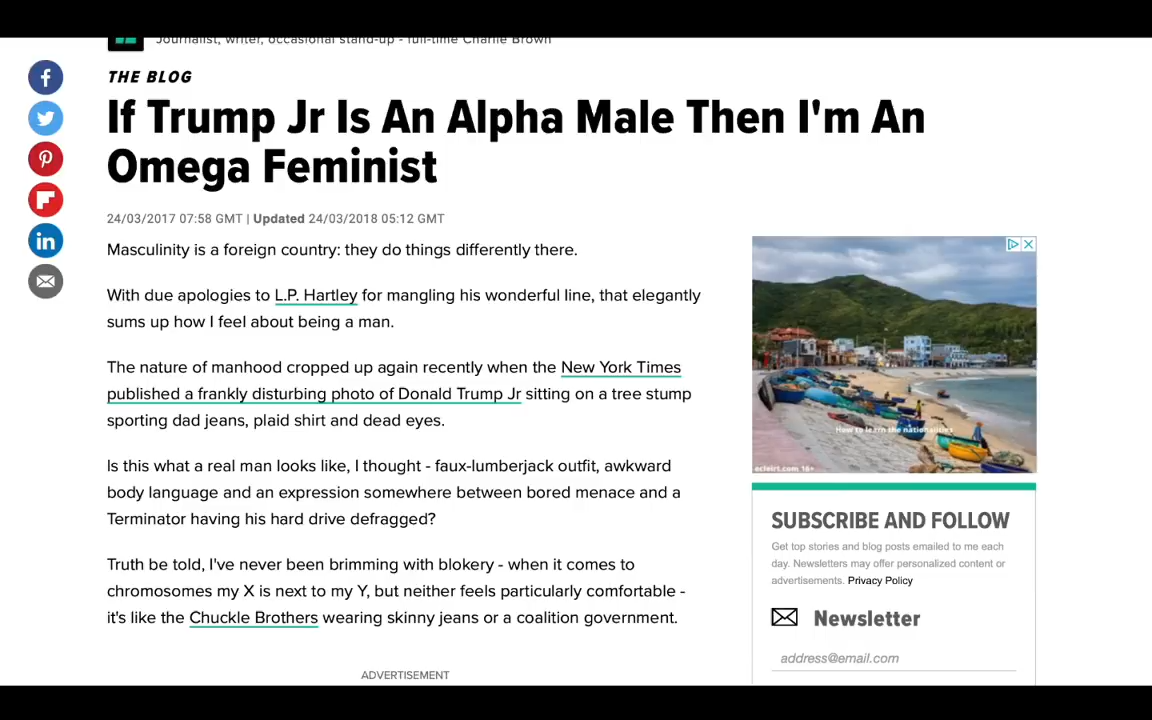 Journalist, writer, occasional stand-up - full-time Charlie Brown
THE BLOG
If Trump Jr Is An Alpha Male Then I'm An
Omega Feminist
24/03/2017 07:58 GMT | Updated 24/03/2018 05:12 GMT
Masculinity is a foreign country: they do things differently there.
With due apologies to L.P. Hartley for mangling his wonderful line, that elegantly
sums up how I feel about being a man.
The nature of manhood cropped up again recently when the New York Times
published a frankly disturbing photo of Donald Trump Jr sitting on a tree stump
sporting dad jeans, plaid shirt and dead eyes.
Is this what a real man looks like, I thought - faux-lumberjack outfit, awkward
body language and an expression somewhere between bored menace and a
Terminator having his hard drive defragged?
Truth be told, I've never been brimming with blokery - when it comes to
chromosomes my X is next to my Y, but neither feels particularly comfortable -
it's like the Chuckle Brothers wearing skinny jeans or a coalition government.
ADVERTISEMENT
How to learn the nationalities
ecleirt.com 16+
SUBSCRIBE AND FOLLOW
Get top stories and blog posts emailed to me each
day. Newsletters may offer personalized content or
advertisements. Privacy Policy
Newsletter
address@email.com